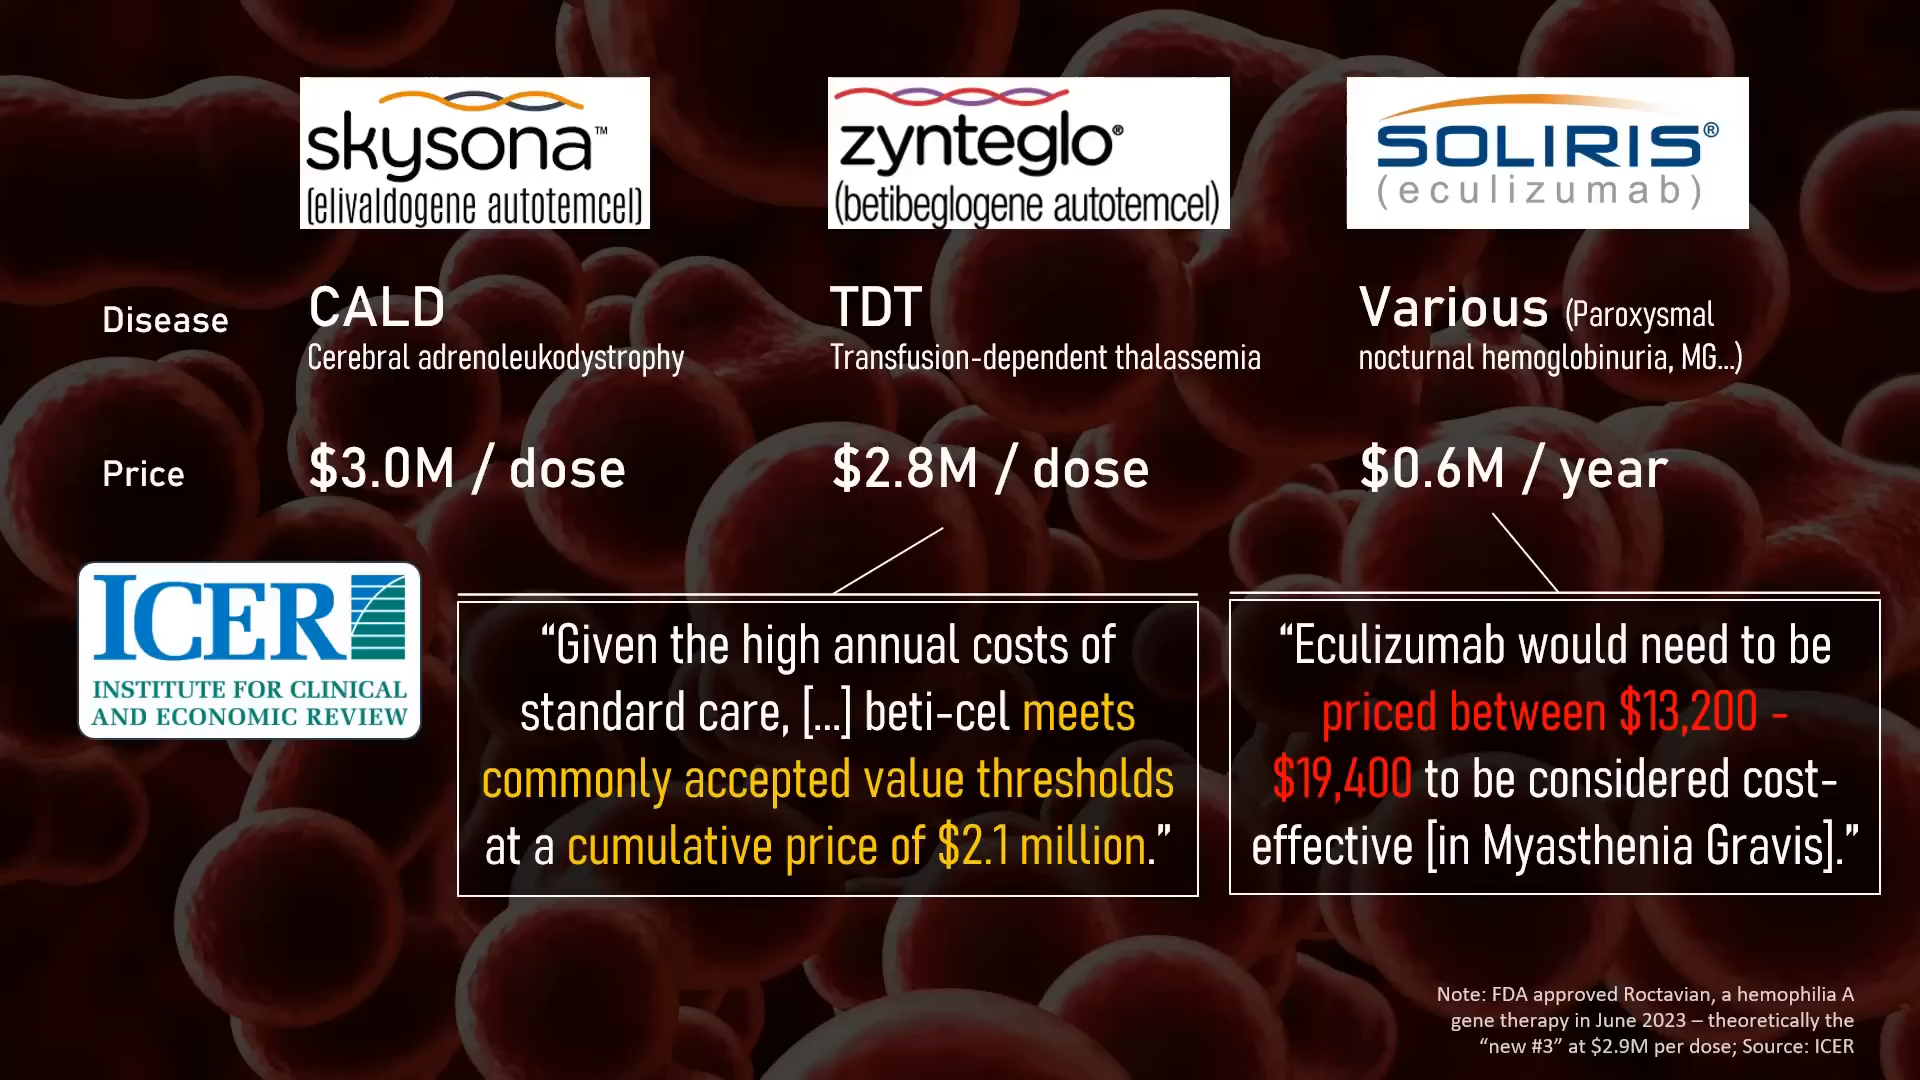 skysona™
(elivaldogene autotemcel)
zynteglo®
(betibeglogene autotemcel)
SOLIRIS®
(eculizumab)
Disease
CALD
Cerebral adrenoleukodystrophy
TDT
Transfusion-dependent thalassemia
Various (Paroxysmal
nocturnal hemoglobinuria, MG...)
Price
$3.0M / dose
$2.8M / dose
$0.6M / year
ICER
INSTITUTE FOR CLINICAL
AND ECONOMIC REVIEW
“Given the high annual costs of
standard care, [...] beti-cel meets
commonly accepted value thresholds
at a cumulative price of $2.1 million.”
“Eculizumab would need to be
priced between $13,200 -
$19,400 to be considered cost-
effective [in Myasthenia Gravis].”
Note: FDA approved Roctavian, a hemophilia A
gene therapy in June 2023 – theoretically the
“new #3” at $2.9M per dose; Source: ICER